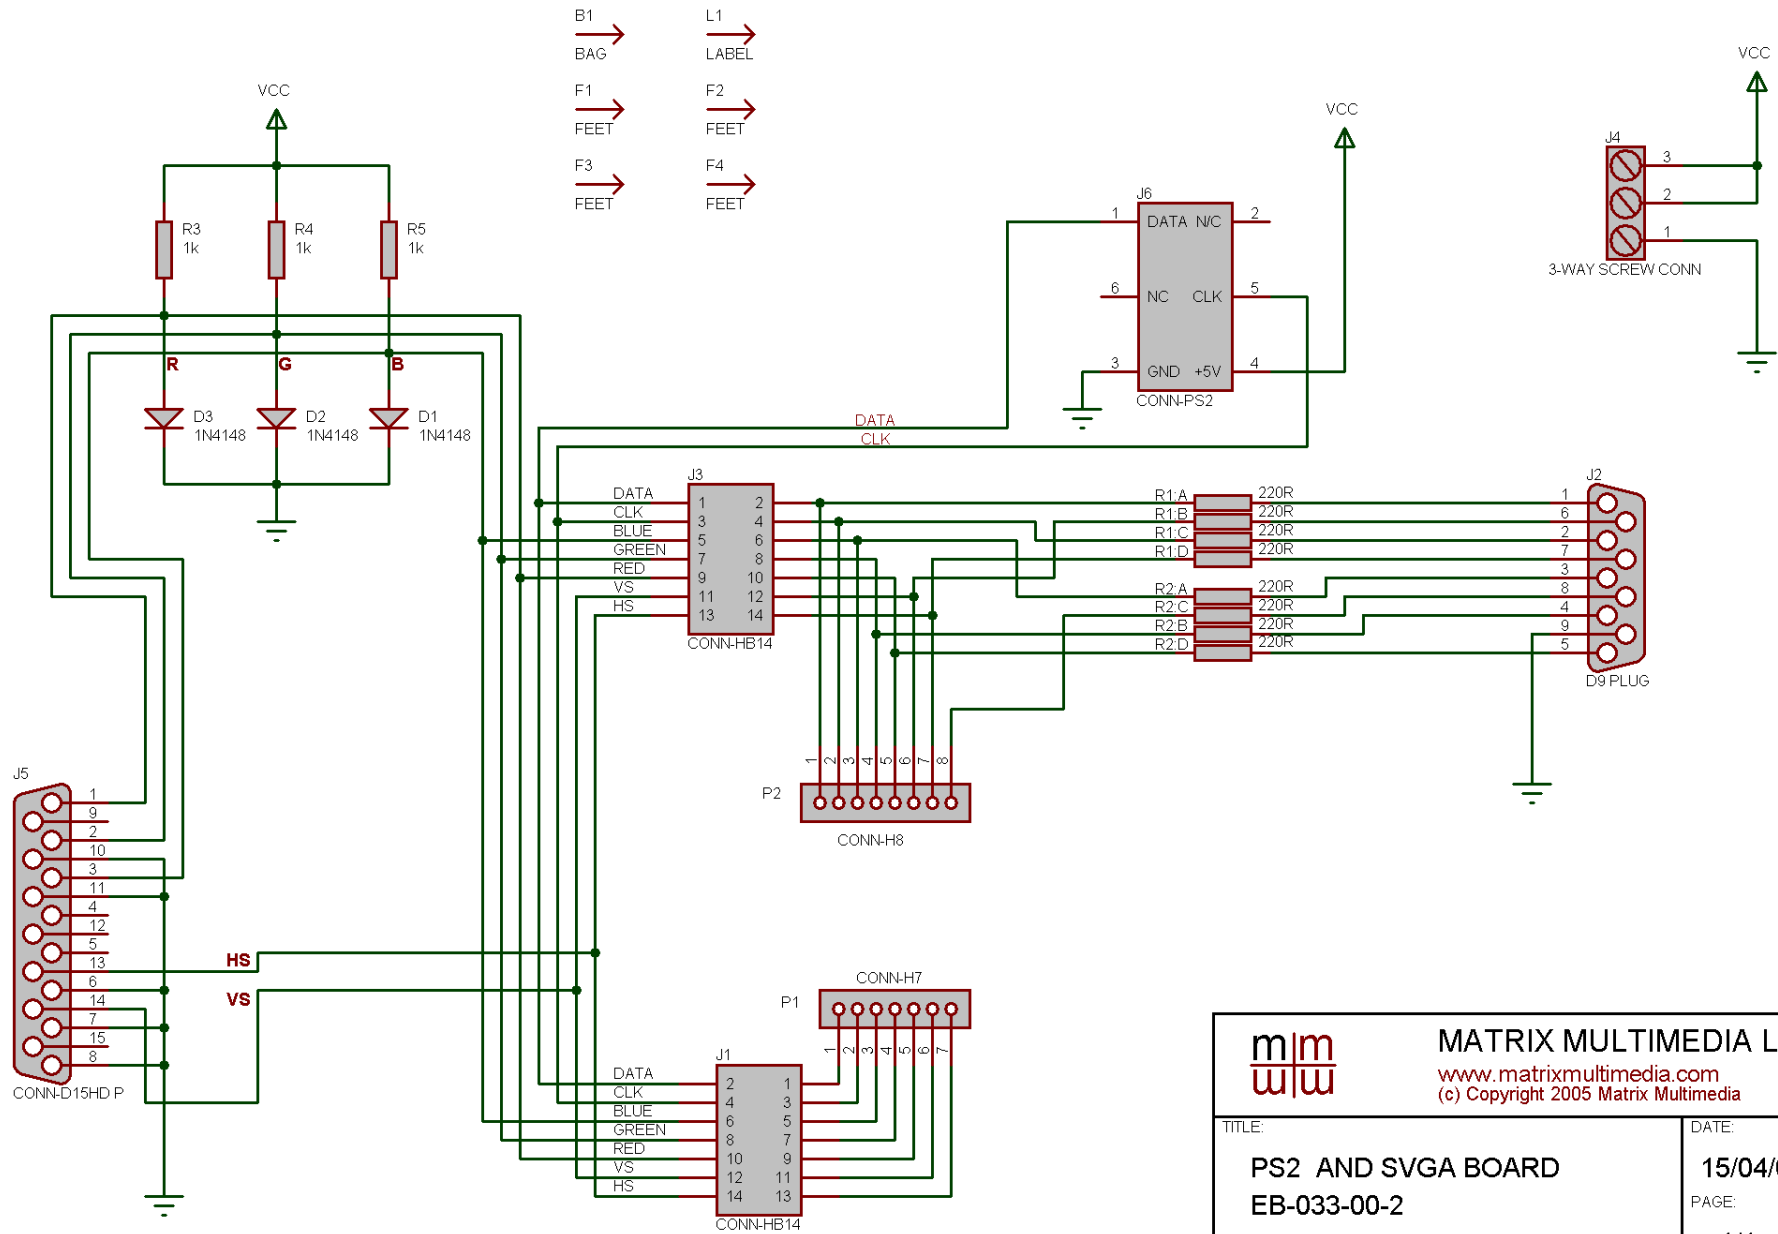 B1
BAG
L1
LABEL
F1
FEET
F2
FEET
F3
FEET
F4
FEET
VCC
R3
1k
R4
1k
R5
1k
R
G
B
D3
1N4148
D2
1N4148
D1
1N4148
VCC
J6
1 DATA N/C 2
6 NC CLK 5
3 GND +5V 4
CONN-PS2
VCC
J4
3
2
1
3-WAY SCREW CONN
DATA
CLK
J3
DATA 1 2
CLK 3 4
BLUE 5 6
GREEN 7 8
RED 9 10
VS 11 12
HS 13 14
CONN-HB14
R1:A 220R
R1:B 220R
R1:C 220R
R1:D 220R
R2:A 220R
R2:C 220R
R2:B 220R
R2:D 220R
J2
1
6
2
7
3
8
4
9
5
D9 PLUG
1 2 3 4 5 6 7 8
P2
CONN-H8
J5
1
9
2
10
3
11
4
12
5
13
6
14
7
15
8
CONN-D15HD P
HS
VS
CONN-H7
P1
1 2 3 4 5 6 7
J1
DATA 2 1
CLK 4 3
BLUE 6 5
GREEN 8 7
RED 10 9
VS 12 11
HS 14 13
CONN-HB14
m m
m m
MATRIX MULTIMEDIA L
www.matrixmultimedia.com
(c) Copyright 2005 Matrix Multimedia
TITLE:
PS2 AND SVGA BOARD
EB-033-00-2
DATE:
15/04/
PAGE: